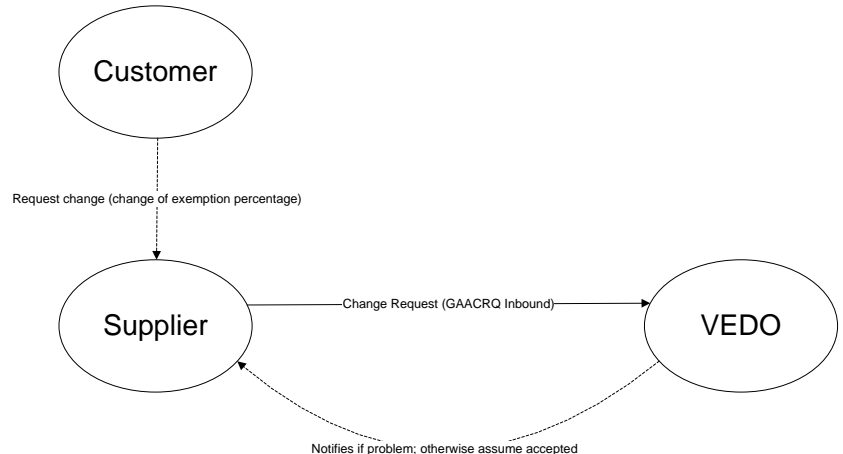 Customer
Request change (change of exemption percentage)
Supplier
Change Request (GAACRQ Inbound)
VEDO
Notifies if problem; otherwise assume accepted